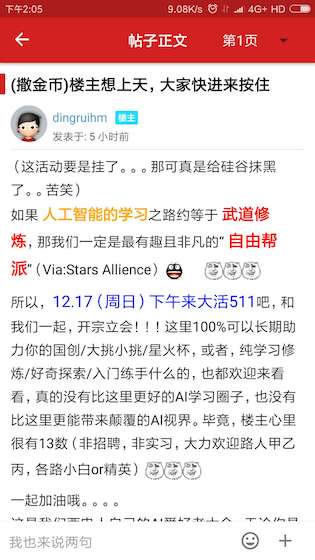 下午2:05
9.08K/s 4G+ HD
帖子正文 第1页
(撒金币)楼主想上天，大家快进来按住
dingruihm 楼主
发表于: 5 小时前
（这活动要是挂了。。。那可真是给硅谷抹黑
了。。苦笑）
如果 人工智能的学习之路约等于 武道修
炼，那我们一定是最有趣且非凡的“ 自由帮
派”（Via:Stars Allience）
所以，12.17（周日) 下午来大活511吧，和
我们一起，开宗立会！！！这里100%可以长期助
力你的国创/大挑小挑/星火杯，或者，纯学习修
炼/好奇探索/入门练手什么的，也都欢迎来看
看，真的没有比这里更好的AI学习圈子，也没有
比这里更能带来颠覆的AI视界。毕竟，楼主心里
很有13数（非招聘，非实习，大力欢迎路人甲乙
丙，各路小白or精英）
一起加油哦。。。。
我也来说两句